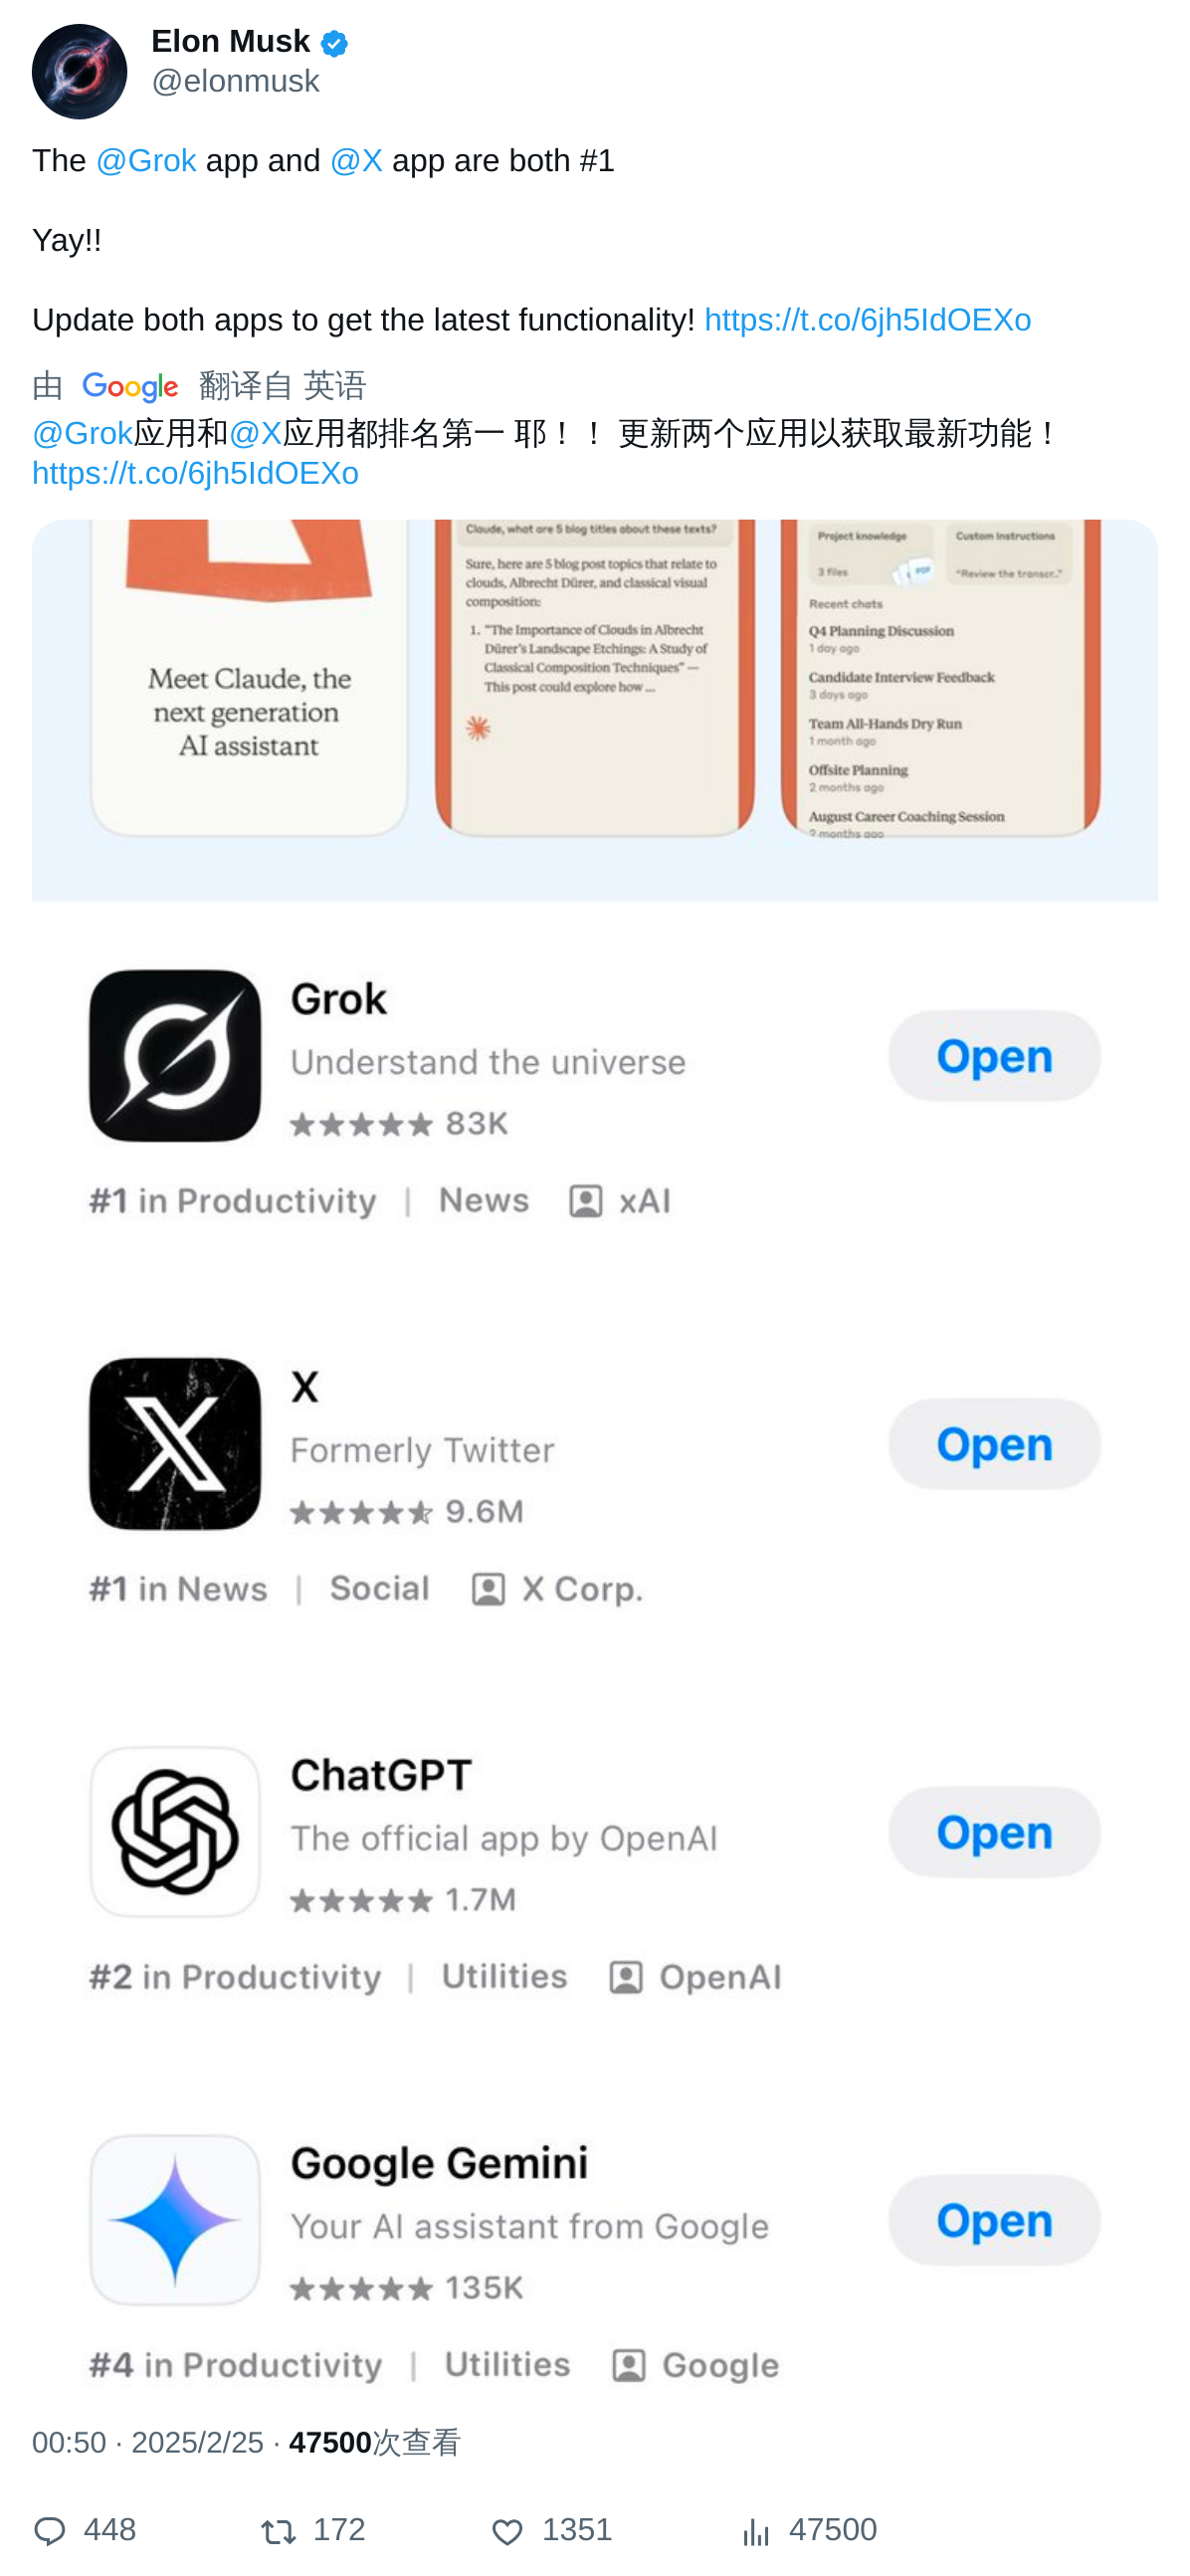 Elon Musk
@elonmusk
The @Grok app and @X app are both #1
Yay!!
Update both apps to get the latest functionality! https://t.co/6jh5IdOEXo
由 Google 翻译自 英语
@Grok应用和@X应用都排名第一 耶！！ 更新两个应用以获取最新功能！
https://t.co/6jh5IdOEXo
Meet Claude, the
next generation
AI assistant
Claude, what are 5 blog titles about these texts?
Sure, here are 5 blog post topics that relate to
clouds, Albrecht Dürer, and classical visual
composition:
1. "The Importance of Clouds in Albrecht
Dürer's Landscape Etchings: A Study of
Classical Composition Techniques" —
This post could explore how ...
Project knowledge
3 files
PDF
Custom Instructions
"Review the transcr.."
Recent chats
Q4 Planning Discussion
1 day ago
Candidate Interview Feedback
3 days ago
Team All-Hands Dry Run
1 month ago
Offsite Planning
2 months ago
August Career Coaching Session
2 months ago
Grok
Understand the universe
★★★★★ 83K
Open
#1 in Productivity | News xAI
X
Formerly Twitter
9.6M
Open
#1 in News | Social X Corp.
ChatGPT
The official app by OpenAI
★★★★★ 1.7M
Open
#2 in Productivity | Utilities OpenAI
Google Gemini
Your AI assistant from Google
★★★★★ 135K
Open
#4 in Productivity | Utilities Google
00:50 · 2025/2/25 · 47500次查看
448 172 1351 47500